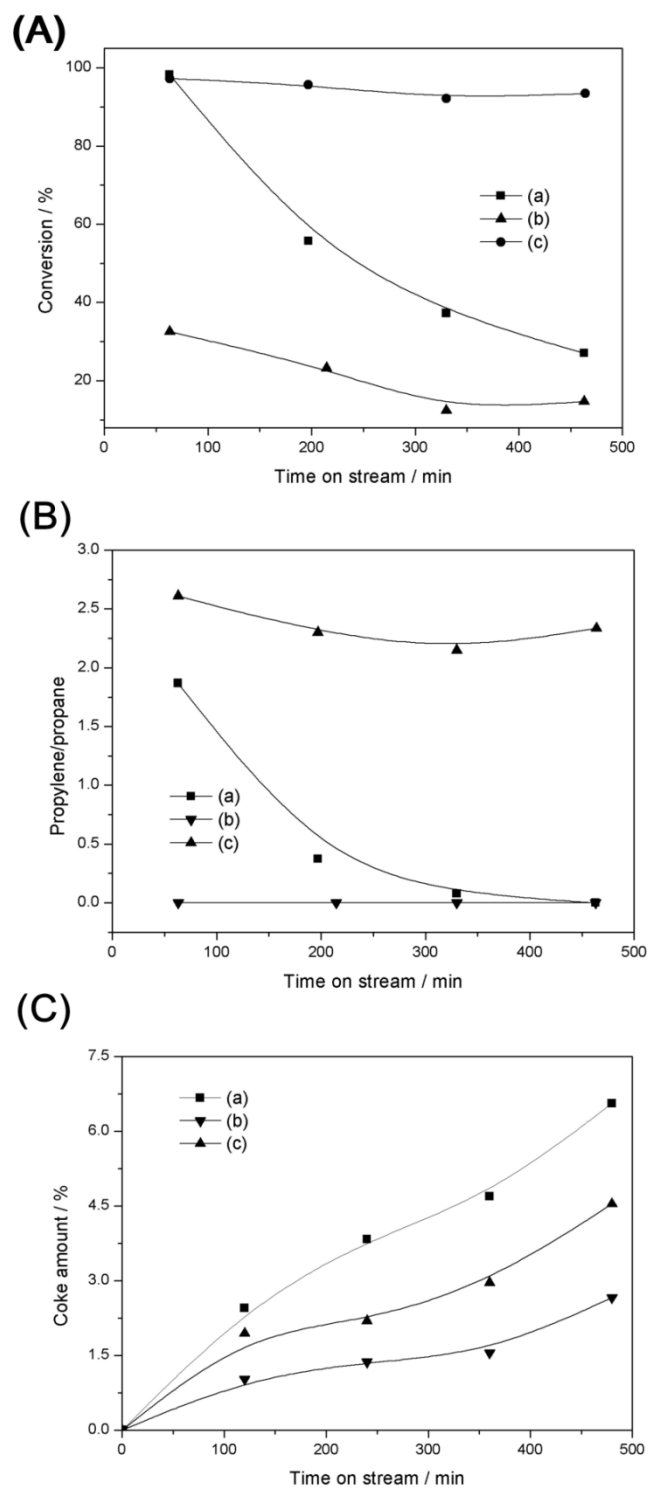 (A)
100
80
60
40
20
0
100
200
300
400
500
Conversion / %
Time on stream / min
(a)
(b)
(c)
(B)
3.0
2.5
2.0
1.5
1.0
0.5
0.0
0
100
200
300
400
500
Propylene/propane
Time on stream / min
(a)
(b)
(c)
(C)
7.5
6.0
4.5
3.0
1.5
0.0
0
100
200
300
400
500
Coke amount / %
Time on stream / min
(a)
(b)
(c)